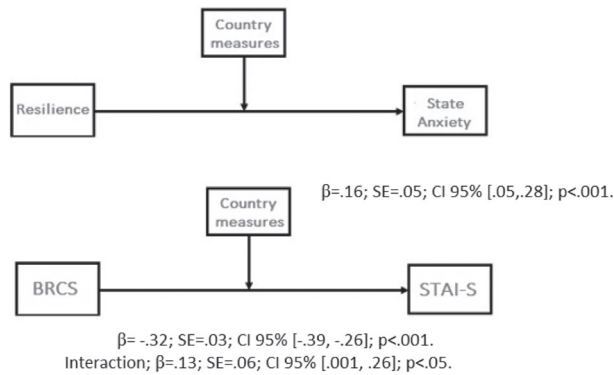 Country
measures
Resilience
State
Anxiety
β=.16; SE=.05; CI 95% [.05,.28]; p<.001.
Country
measures
BRCS
STAI-S
β= -.32; SE=.03; CI 95% [-.39, -.26]; p<.001.
Interaction; β=.13; SE=.06; CI 95% [.001, .26]; p<.05.